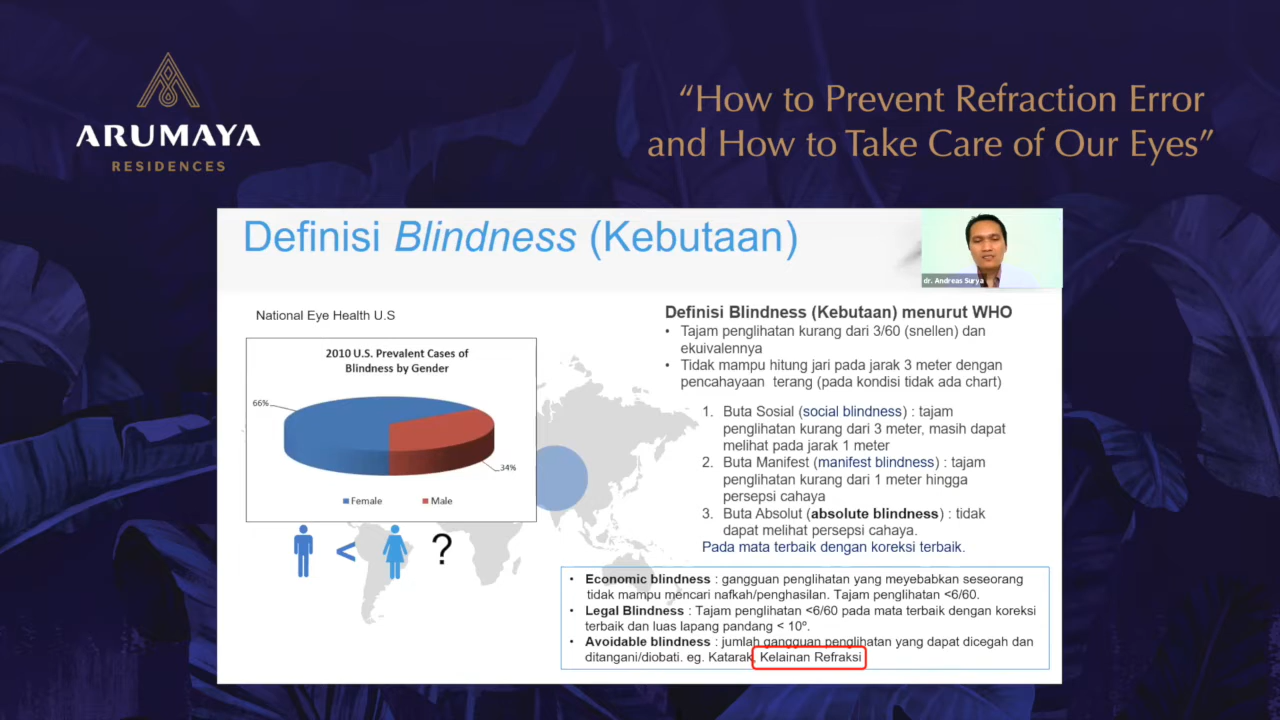 ARUMAYA
RESIDENCES
“How to Prevent Refraction Error
and How to Take Care of Our Eyes”
Definisi Blindness (Kebutaan)
dr. Andreas Surya
National Eye Health U.S
2010 U.S. Prevalent Cases of
Blindness by Gender
66%
34%
Female
Male
<
?
Definisi Blindness (Kebutaan) menurut WHO
• Tajam penglihatan kurang dari 3/60 (snellen) dan
ekuivalennya
• Tidak mampu hitung jari pada jarak 3 meter dengan
pencahayaan terang (pada kondisi tidak ada chart)
1. Buta Sosial (social blindness) : tajam
penglihatan kurang dari 3 meter, masih dapat
melihat pada jarak 1 meter
2. Buta Manifest (manifest blindness) : tajam
penglihatan kurang dari 1 meter hingga
persepsi cahaya
3. Buta Absolut (absolute blindness) : tidak
dapat melihat persepsi cahaya.
Pada mata terbaik dengan koreksi terbaik.
• Economic blindness : gangguan penglihatan yang meyebabkan seseorang
tidak mampu mencari nafkah/penghasilan. Tajam penglihatan <6/60.
• Legal Blindness : Tajam penglihatan <6/60 pada mata terbaik dengan koreksi
terbaik dan luas lapang pandang < 10º.
• Avoidable blindness : jumlah gangguan penglihatan yang dapat dicegah dan
ditangani/diobati. eg. Katarak, Kelainan Refraksi